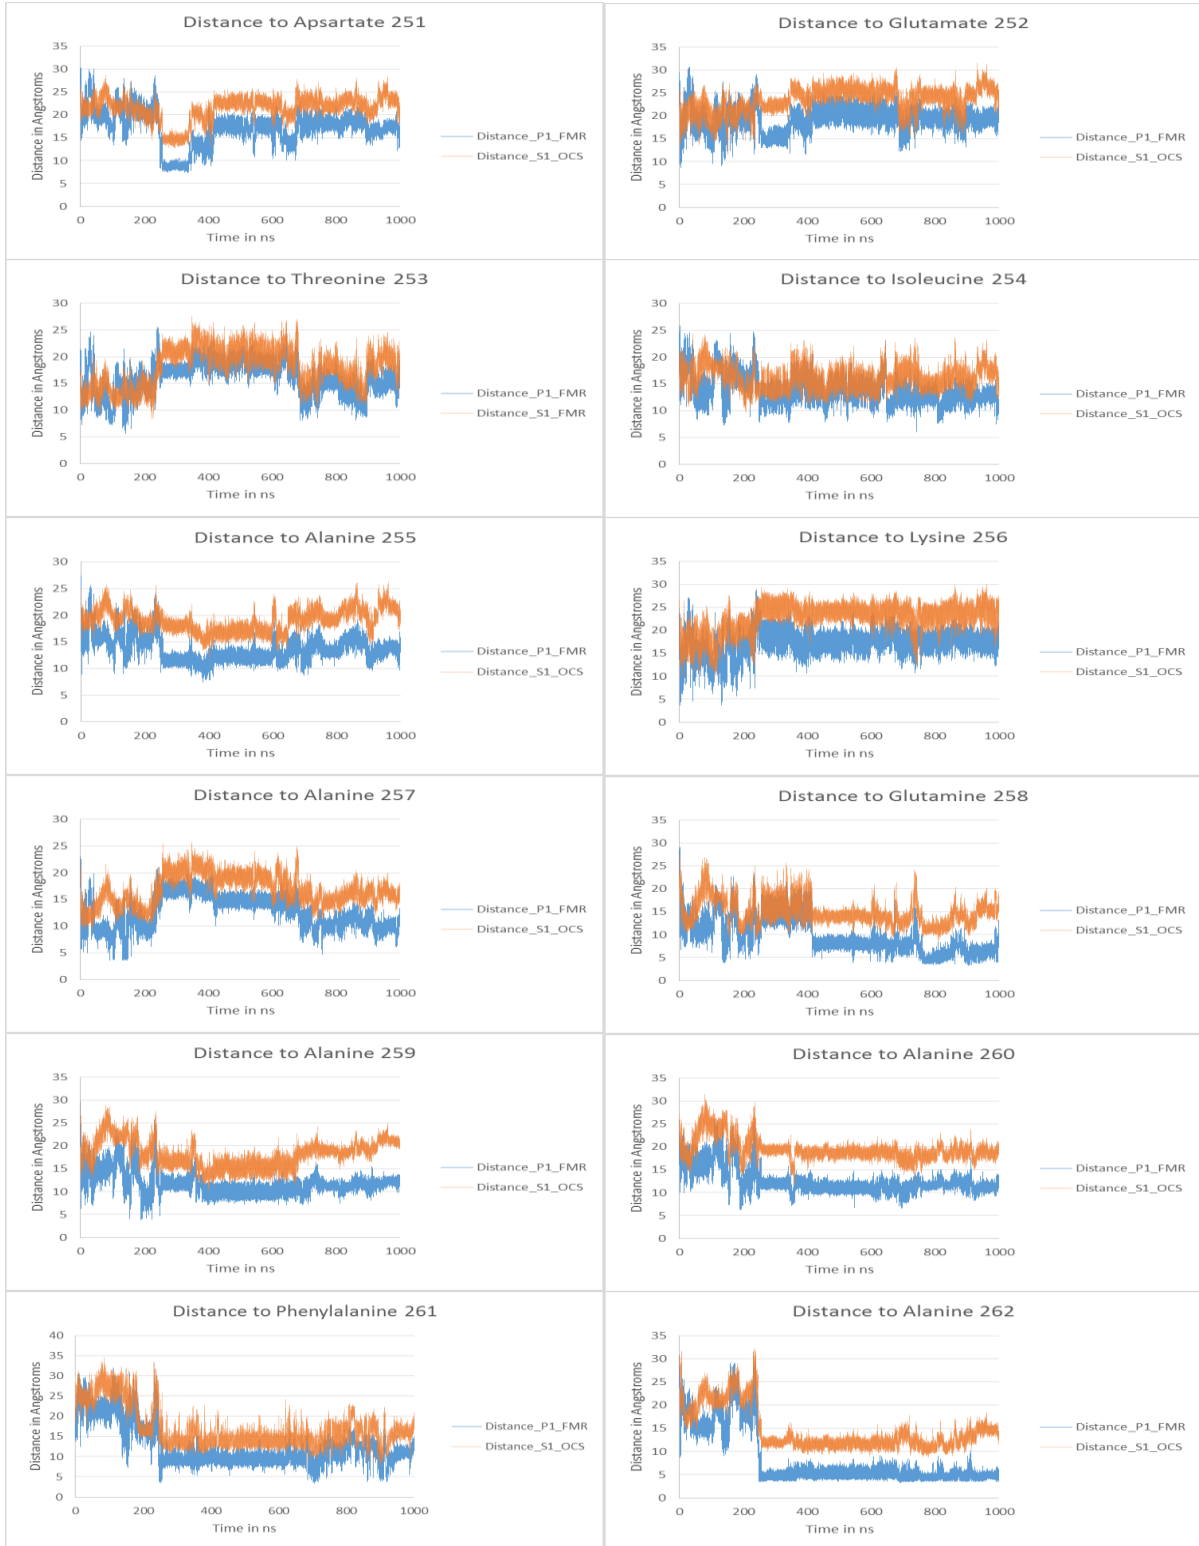 Distance to Apsartate 251
Distance in Angstroms
35
30
25
20
15
10
5
0
0 200 400 600 800 1000
Time in ns
Distance_P1_FMR
Distance_S1_OCS
Distance to Glutamate 252
Distance in Angstroms
35
30
25
20
15
10
5
0
0 200 400 600 800 1000
Time in ns
Distance_P1_FMR
Distance_S1_OCS
Distance to Threonine 253
Distance in Angstroms
30
25
20
15
10
5
0
0 200 400 600 800 1000
Time in ns
Distance_P1_FMR
Distance_S1_FMR
Distance to Isoleucine 254
Distance in Angstroms
30
25
20
15
10
5
0
0 200 400 600 800 1000
Time in ns
Distance_P1_FMR
Distance_S1_OCS
Distance to Alanine 255
Distance in Angstroms
30
25
20
15
10
5
0
0 200 400 600 800 1000
Time in ns
Distance_P1_FMR
Distance_S1_OCS
Distance to Lysine 256
Distance in Angstroms
35
30
25
20
15
10
5
0
0 200 400 600 800 1000
Time in ns
Distance_P1_FMR
Distance_S1_OCS
Distance to Alanine 257
Distance in Angstroms
30
25
20
15
10
5
0
0 200 400 600 800 1000
Time in ns
Distance_P1_FMR
Distance_S1_OCS
Distance to Glutamine 258
Distance in Angstroms
35
30
25
20
15
10
5
0
0 200 400 600 800 1000
Time in ns
Distance_P1_FMR
Distance_S1_OCS
Distance to Alanine 259
Distance in Angstroms
35
30
25
20
15
10
5
0
0 200 400 600 800 1000
Time in ns
Distance_P1_FMR
Distance_S1_OCS
Distance to Alanine 260
Distance in Angstroms
35
30
25
20
15
10
5
0
0 200 400 600 800 1000
Time in ns
Distance_P1_FMR
Distance_S1_OCS
Distance to Phenylalanine 261
Distance in Angstroms
40
35
30
25
20
15
10
5
0
0 200 400 600 800 1000
Time in ns
Distance_P1_FMR
Distance_S1_OCS
Distance to Alanine 262
Distance in Angstroms
35
30
25
20
15
10
5
0
0 200 400 600 800 1000
Time in ns
Distance_P1_FMR
Distance_S1_OCS